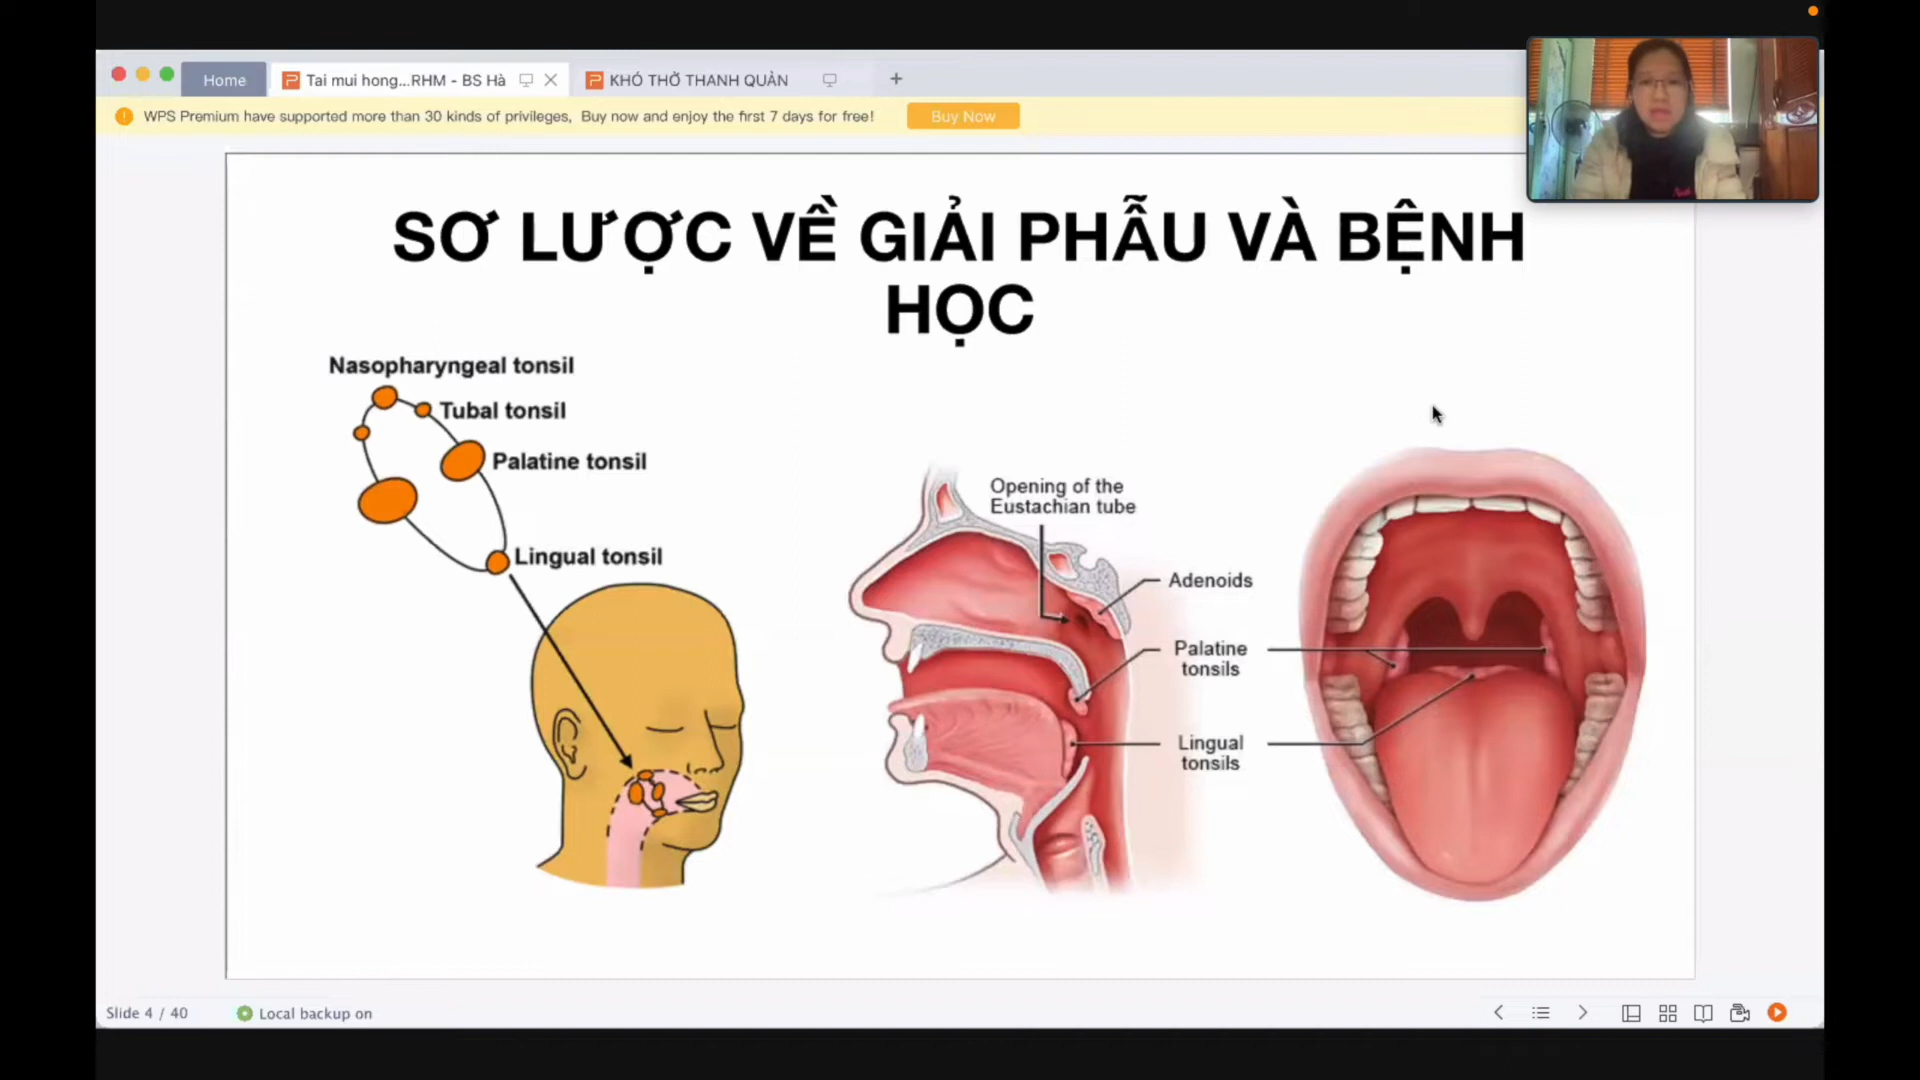 Home
Tai mui hong...RHM - BS Hà
KHÓ THỞ THANH QUẢN
WPS Premium have supported more than 30 kinds of privileges, Buy now and enjoy the first 7 days for free!
Buy Now
SƠ LƯỢC VỀ GIẢI PHẪU VÀ BỆNH
HỌC
Nasopharyngeal tonsil
Tubal tonsil
Palatine tonsil
Lingual tonsil
Opening of the
Eustachian tube
Adenoids
Palatine
tonsils
Lingual
tonsils
Slide 4 / 40
Local backup on